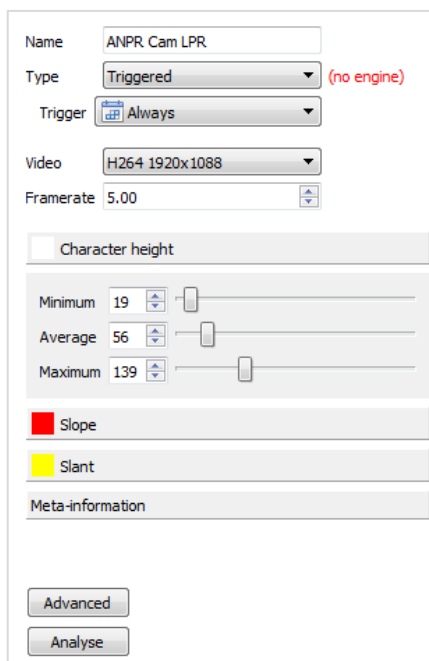 Name ANPR Cam LPR
Type Triggered (no engine)
Trigger Always
Video H264 1920x1088
Framerate 5.00
Character height
Minimum 19
Average 56
Maximum 139
Slope
Slant
Meta-information
Advanced
Analyse